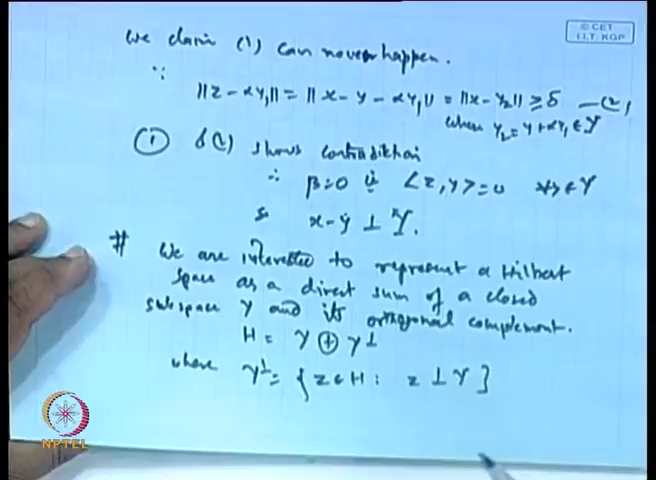 © CET
I.I.T. KGP
We claim (1) can never happen.
∵ ||z - αy₁|| = ||x - y - αy₁|| = ||x - y₂|| ≥ δ —(2)
where y₂ = y + αy₁ ∈ Y
(1) & (2) shows contradiction
∴ β = 0 ie <z, y> = 0 ∀ y ∈ Y
so x - y ⊥ Y.
# We are interested to represent a Hilbert
space as a direct sum of a closed
subspace Y and its orthogonal complement.
H = Y ⊕ Y⊥
where Y⊥ = {z ∈ H : z ⊥ Y}
NPTEL